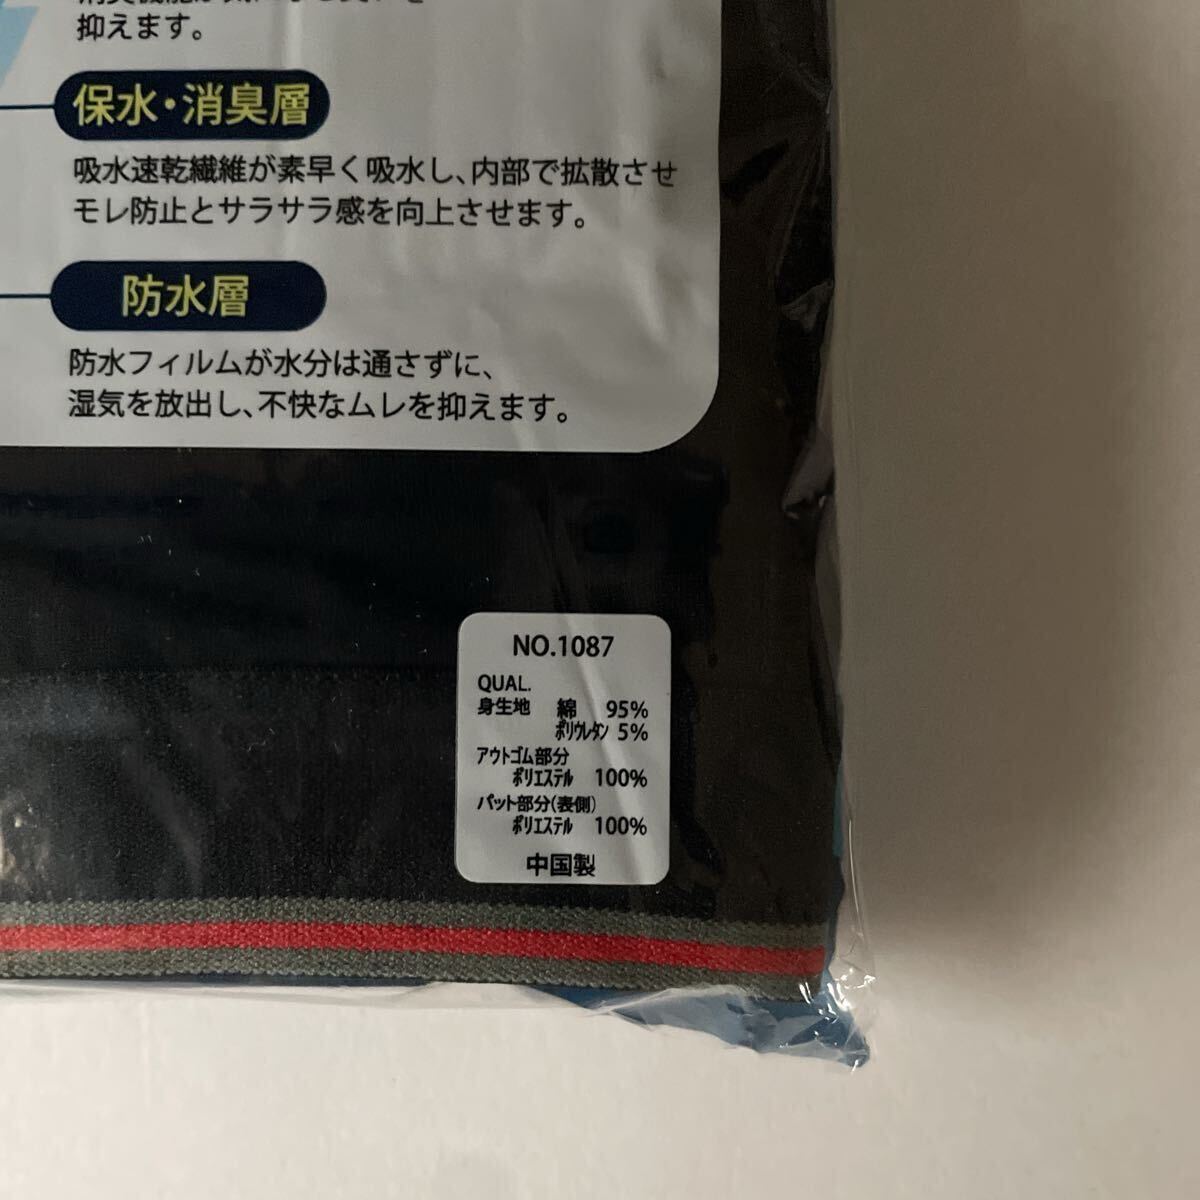 抑えます。
保水・消臭層
吸水速乾繊維が素早く吸水し、内部で拡散させ
モレ防止とサラサラ感を向上させます。
防水層
防水フィルムが水分は通さずに、
湿気を放出し、不快なムレを抑えます。
NO.1087
QUAL.
身生地 綿 95%
ポリウレタン 5%
アウトゴム部分
ポリエステル 100%
パット部分(表側)
ポリエステル 100%
中国製